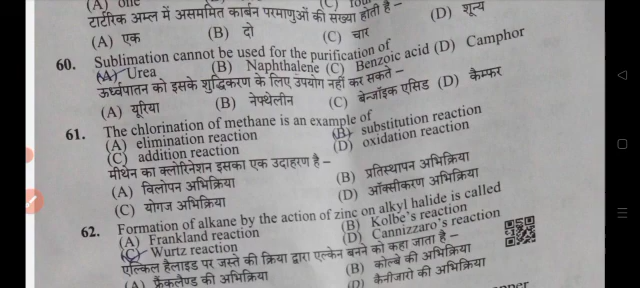 (A) one (C) four
टार्टरिक अम्ल में असममित कार्बन परमाणुओं की संख्या होती है –
(A) एक (B) दो (C) चार (D) शून्य
60. Sublimation cannot be used for the purification of
(A) Urea (B) Naphthalene (C) Benzoic acid (D) Camphor
ऊर्ध्वपातन को इसके शुद्धिकरण के लिए उपयोग नहीं कर सकते –
(A) यूरिया (B) नेफ्थेलीन (C) बेन्जॉइक एसिड (D) कैम्फर
61. The chlorination of methane is an example of
(A) elimination reaction (B) substitution reaction
(C) addition reaction (D) oxidation reaction
मीथेन का क्लोरिनेशन इसका एक उदाहरण है –
(A) विलोपन अभिक्रिया (B) प्रतिस्थापन अभिक्रिया
(C) योगज अभिक्रिया (D) ऑक्सीकरण अभिक्रिया
62. Formation of alkane by the action of zinc on alkyl halide is called
(A) Frankland reaction (B) Kolbe's reaction
(C) Wurtz reaction (D) Cannizzaro's reaction
एल्किल हैलाइड पर जस्ते की क्रिया द्वारा एल्केन बनने को कहा जाता है –
(A) फ्रैंकलैण्ड की अभिक्रिया (B) कोल्बे की अभिक्रिया
(D) कैनीजारो की अभिक्रिया